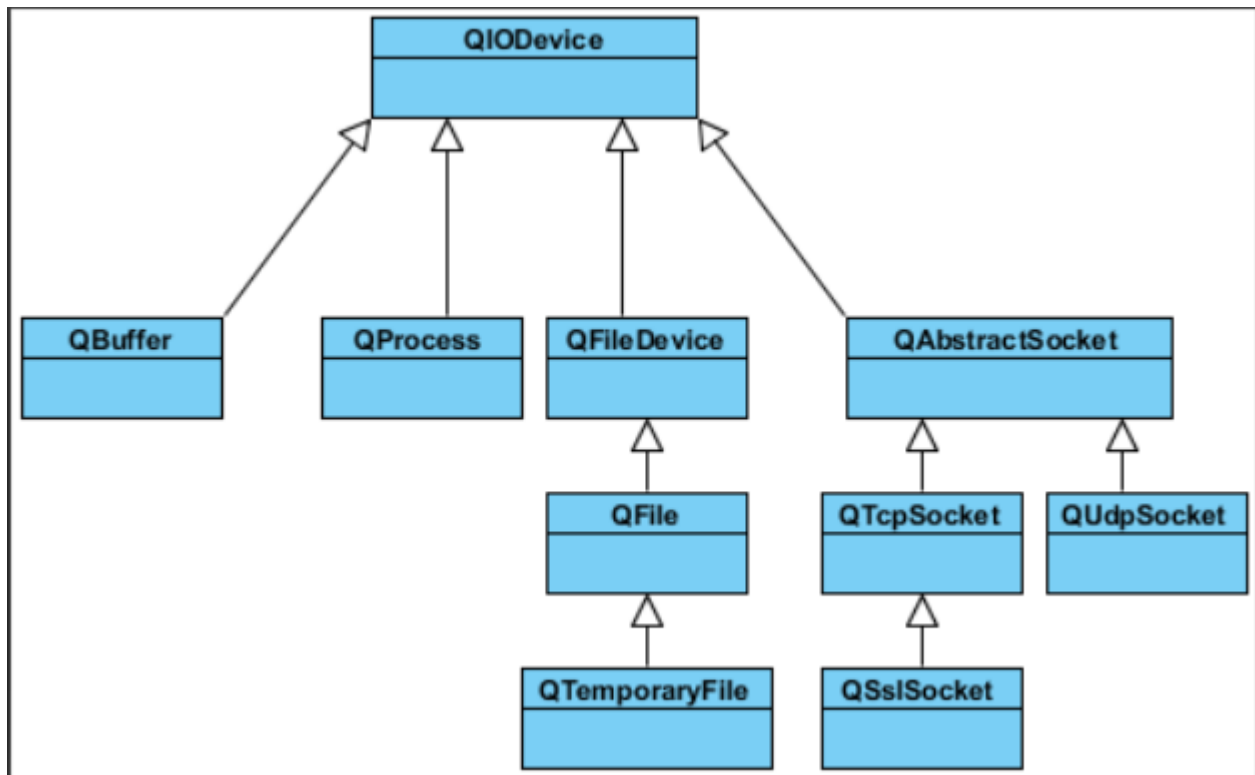 QIODevice
QBuffer
QProcess
QFileDevice
QAbstractSocket
QFile
QTcpSocket
QUdpSocket
QTemporaryFile
QSslSocket